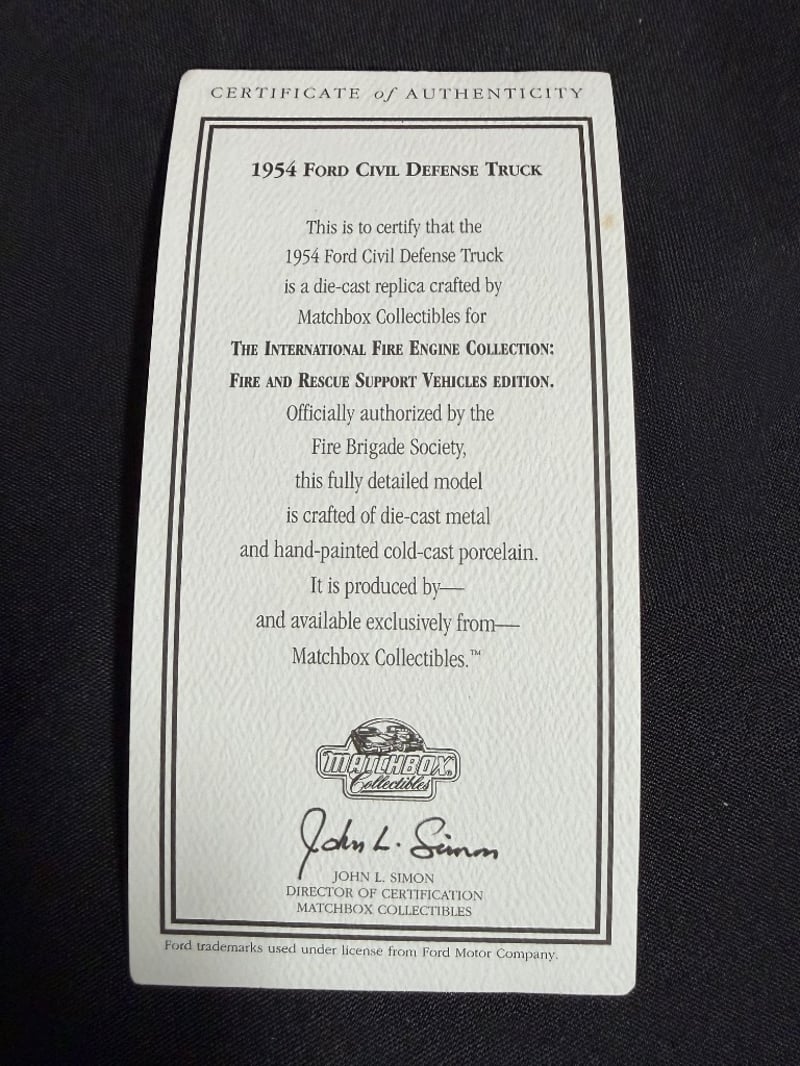 CERTIFICATE of AUTHENTICITY
1954 FORD CIVIL DEFENSE TRUCK
This is to certify that the
1954 Ford Civil Defense Truck
is a die-cast replica crafted by
Matchbox Collectibles for
THE INTERNATIONAL FIRE ENGINE COLLECTION:
FIRE AND RESCUE SUPPORT VEHICLES EDITION.
Officially authorized by the
Fire Brigade Society,
this fully detailed model
is crafted of die-cast metal
and hand-painted cold-cast porcelain.
It is produced by—
and available exclusively from—
Matchbox Collectibles.™
MATCHBOX®
Collectibles
John L. Simon
JOHN L. SIMON
DIRECTOR OF CERTIFICATION
MATCHBOX COLLECTIBLES
Ford trademarks used under license from Ford Motor Company.